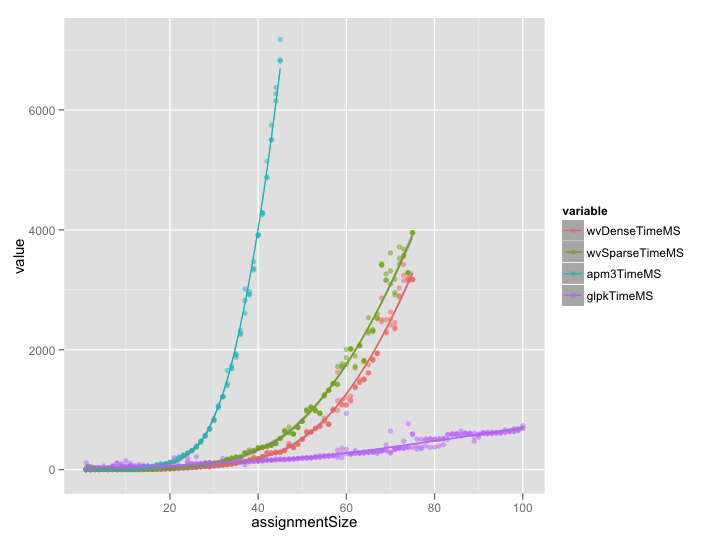 value
6000
4000
2000
0
20
40
60
80
100
assignmentSize
variable
wvDenseTimeMS
wvSparseTimeMS
apm3TimeMS
glpkTimeMS